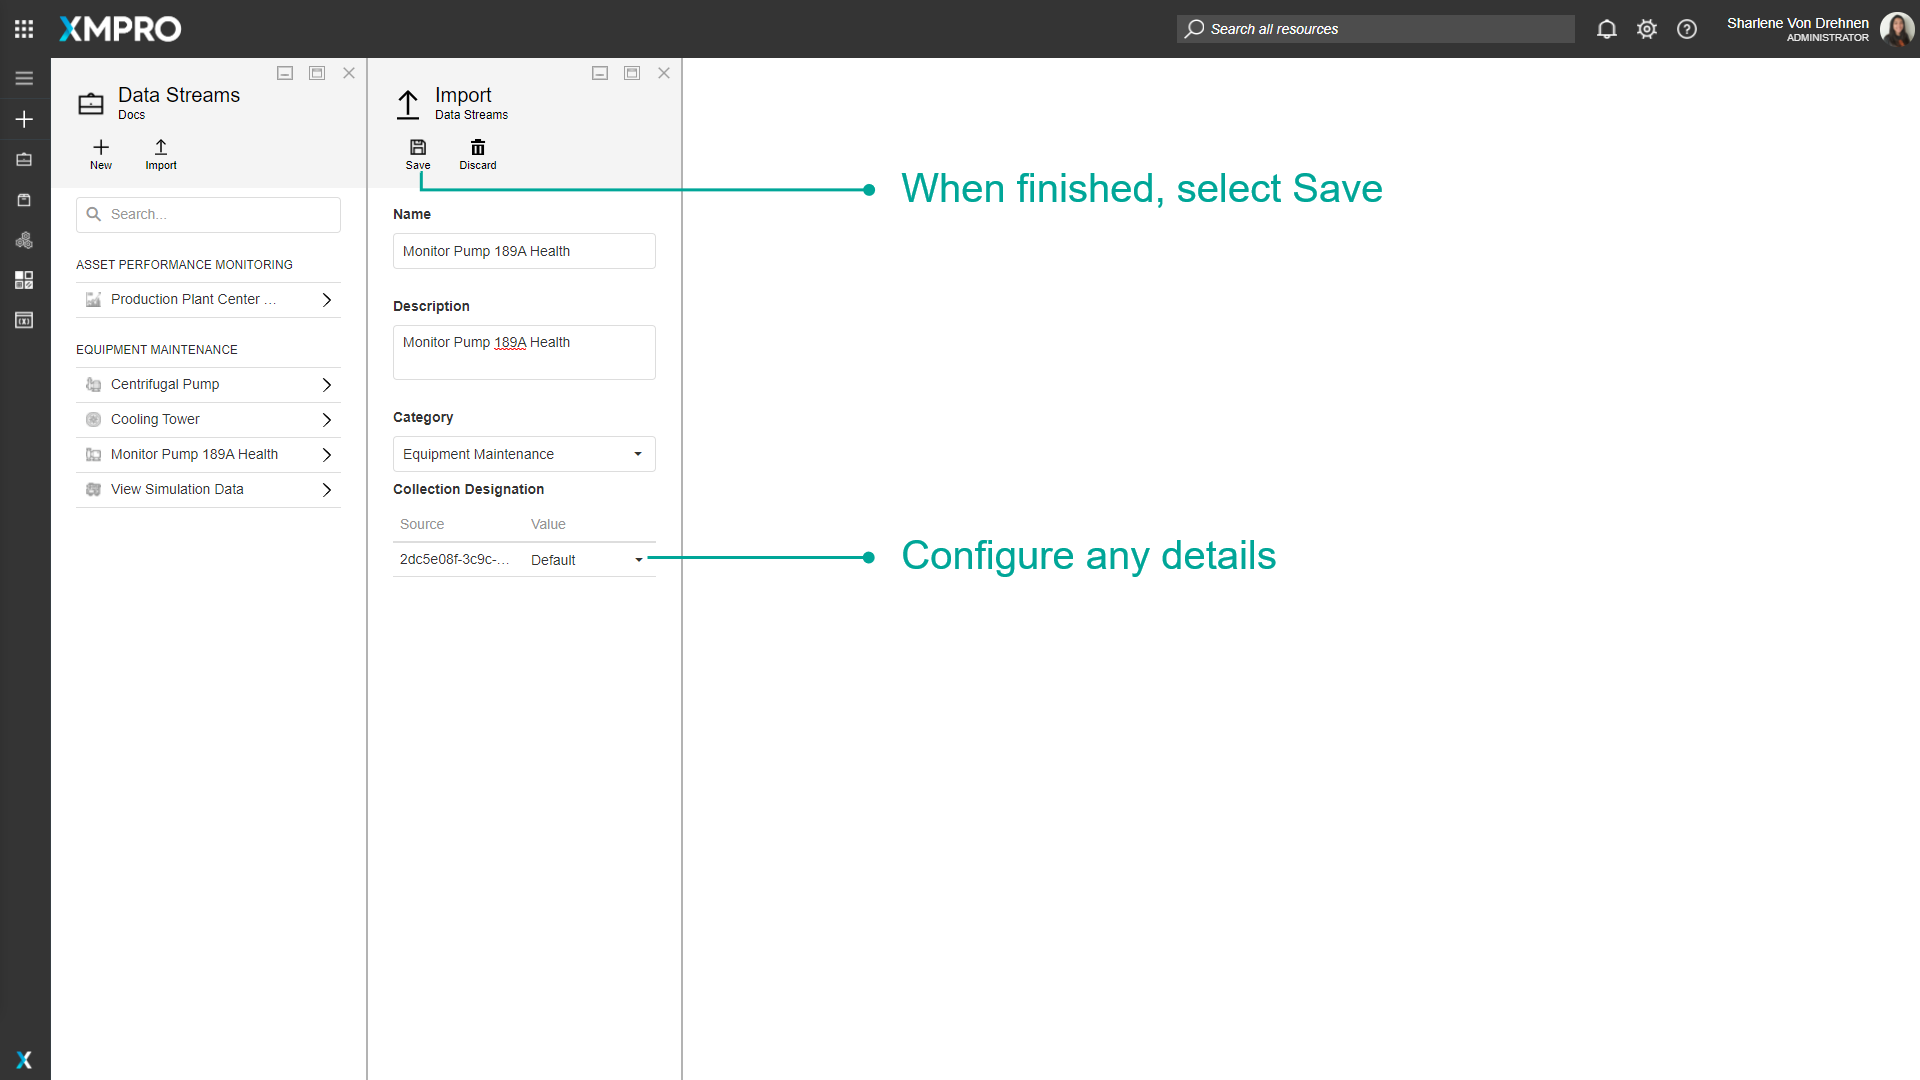 XMPRO
Search all resources
Sharlene Von Drehnen
ADMINISTRATOR
Data Streams
Docs
New
Import
Search...
ASSET PERFORMANCE MONITORING
Production Plant Center ...
EQUIPMENT MAINTENANCE
Centrifugal Pump
Cooling Tower
Monitor Pump 189A Health
View Simulation Data
Import
Data Streams
Save
Discard
Name
Monitor Pump 189A Health
Description
Monitor Pump 189A Health
Category
Equipment Maintenance
Collection Designation
Source Value
2dc5e08f-3c9c-... Default
When finished, select Save
Configure any details